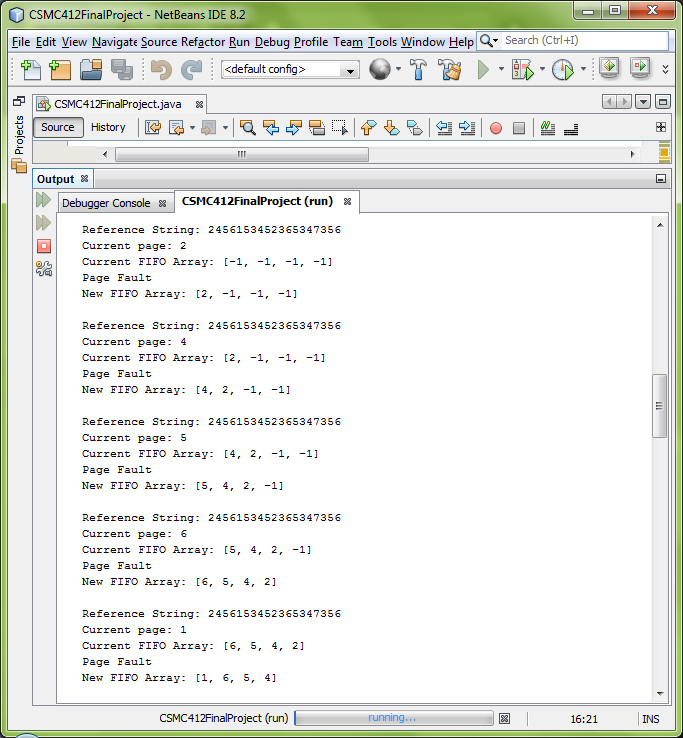 CSMC412FinalProject - NetBeans IDE 8.2
File Edit View Navigate Source Refactor Run Debug Profile Team Tools Window Help Search (Ctrl+I)
<default config>
CSMC412FinalProject.java
Source History
Projects
Output
Debugger Console CSMC412FinalProject (run)
Reference String: 2456153452365347356
Current page: 2
Current FIFO Array: [-1, -1, -1, -1]
Page Fault
New FIFO Array: [2, -1, -1, -1]
Reference String: 2456153452365347356
Current page: 4
Current FIFO Array: [2, -1, -1, -1]
Page Fault
New FIFO Array: [4, 2, -1, -1]
Reference String: 2456153452365347356
Current page: 5
Current FIFO Array: [4, 2, -1, -1]
Page Fault
New FIFO Array: [5, 4, 2, -1]
Reference String: 2456153452365347356
Current page: 6
Current FIFO Array: [5, 4, 2, -1]
Page Fault
New FIFO Array: [6, 5, 4, 2]
Reference String: 2456153452365347356
Current page: 1
Current FIFO Array: [6, 5, 4, 2]
Page Fault
New FIFO Array: [1, 6, 5, 4]
CSMC412FinalProject (run) running... 16:21 INS